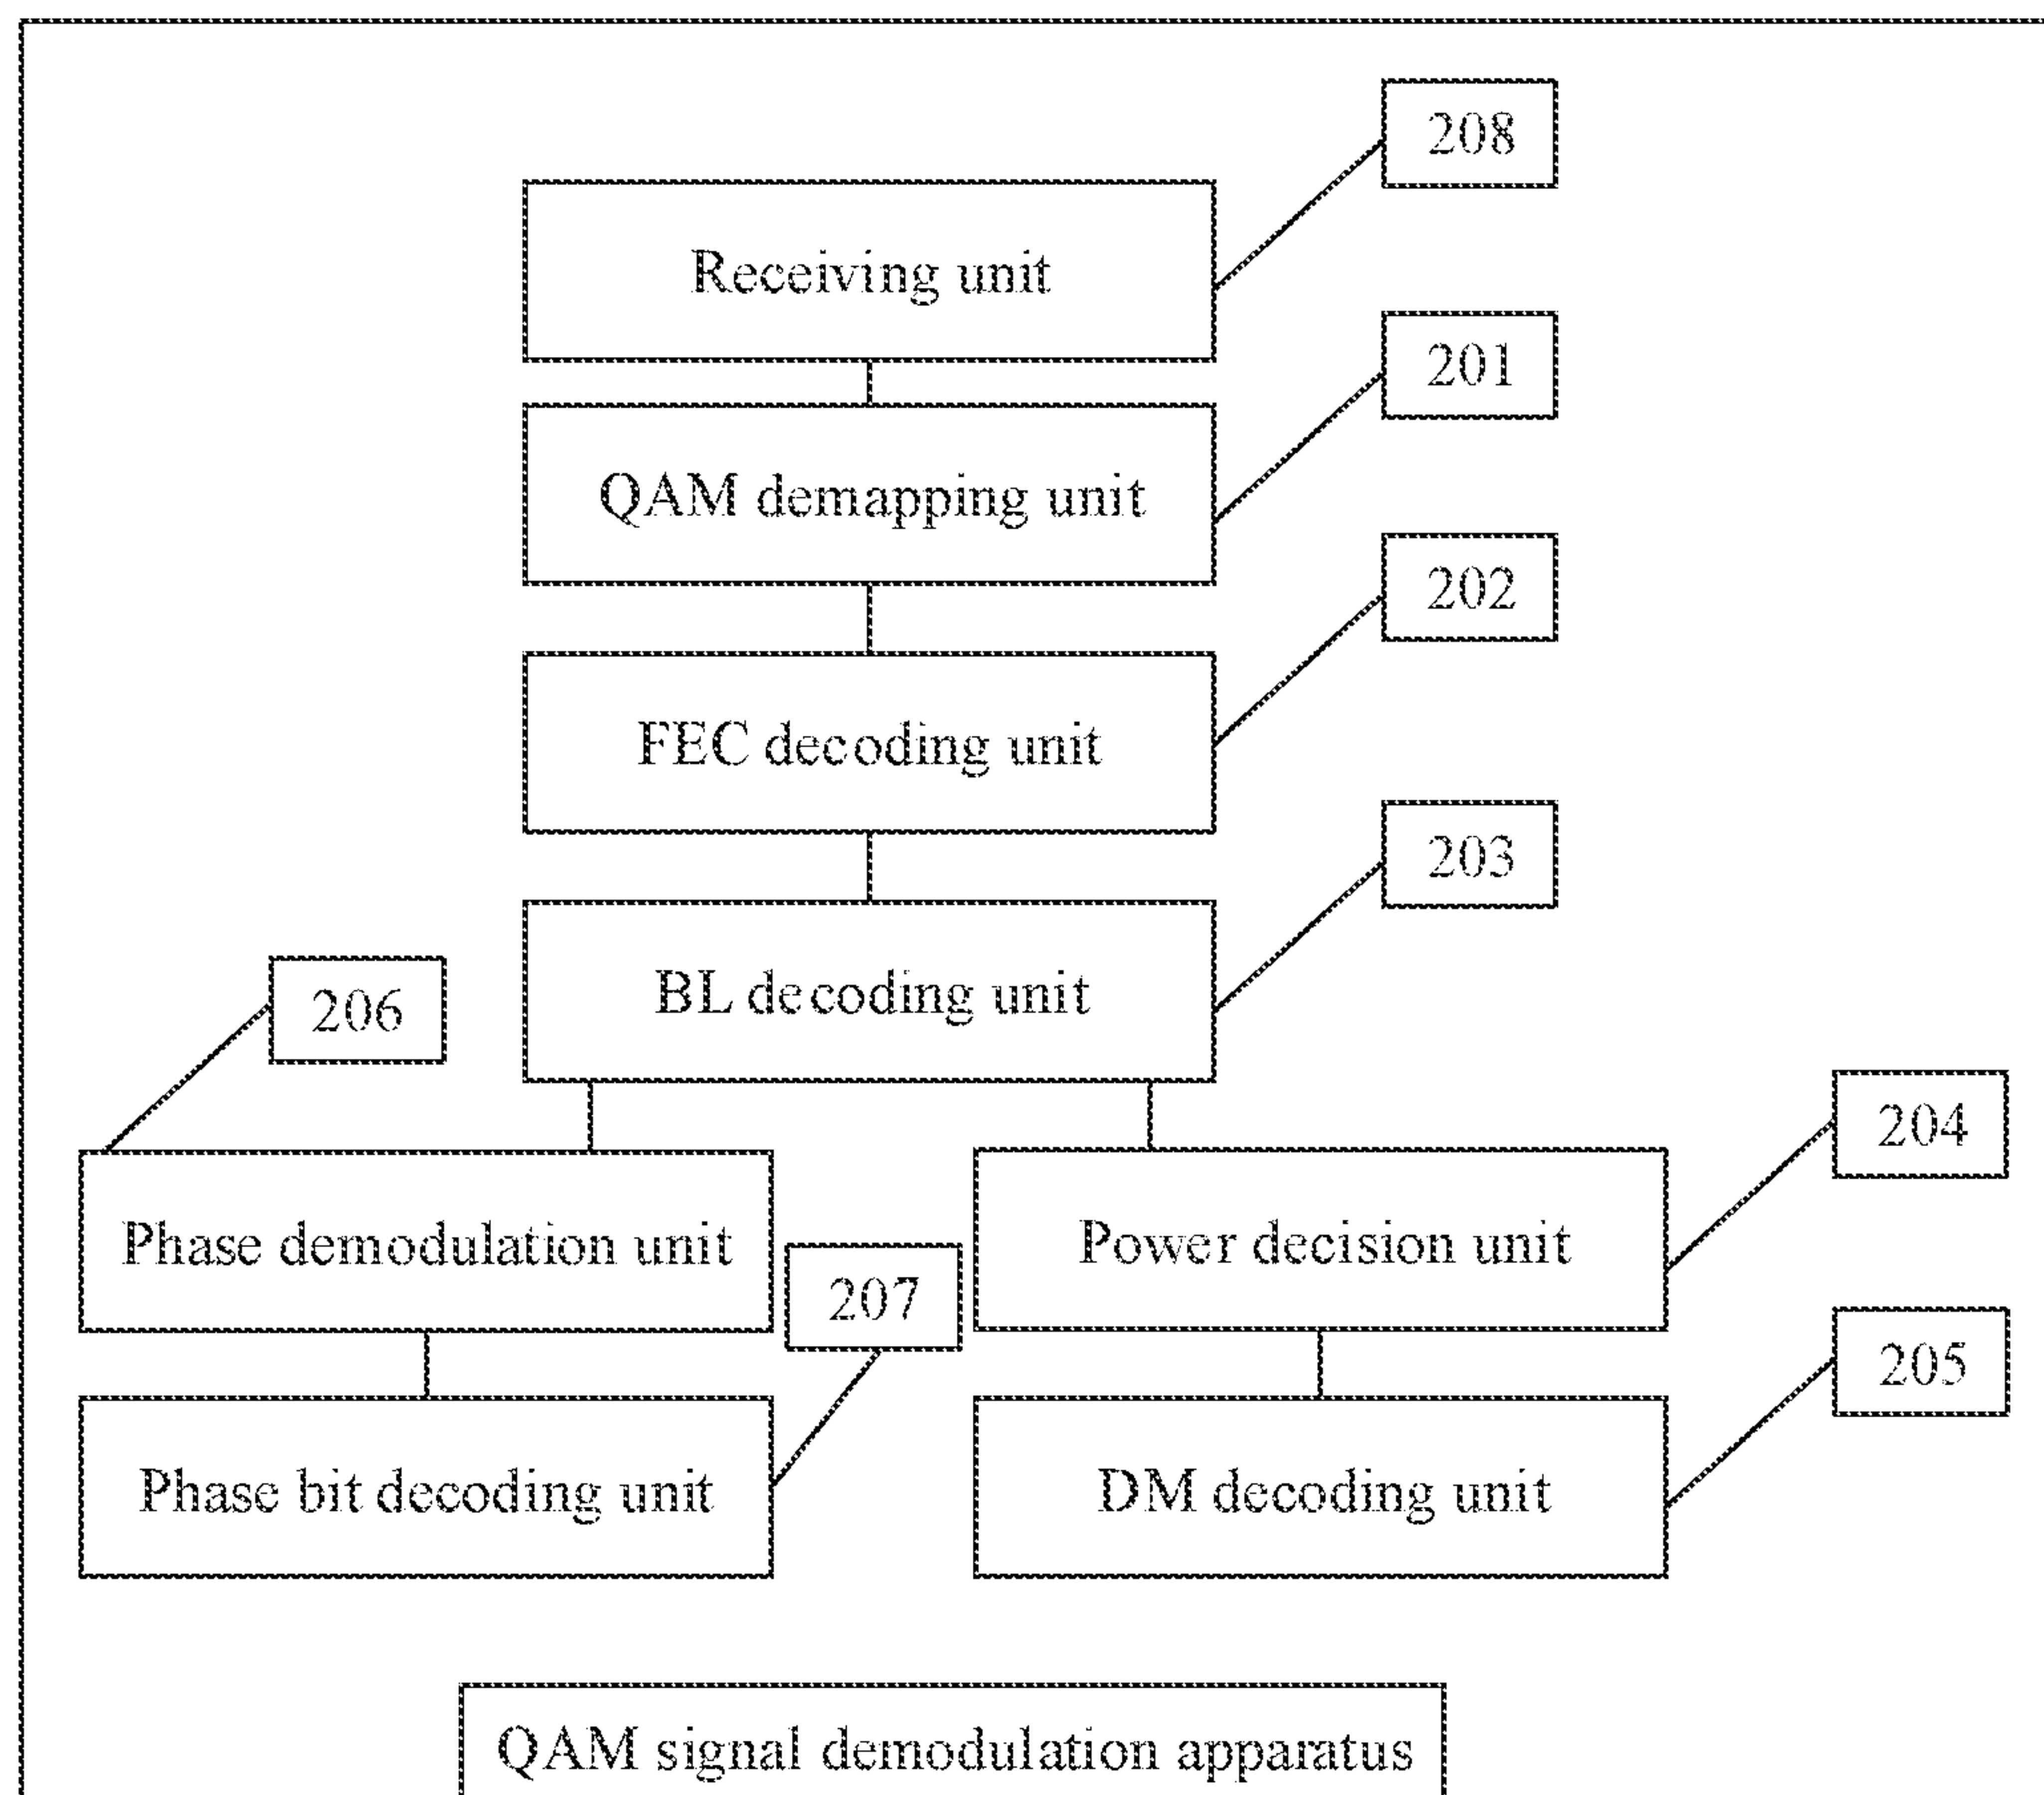 208
Receiving unit
201
QAM demapping unit
202
FEC decoding unit
203
BL decoding unit
206
204
Phase demodulation unit
Power decision unit
207
205
Phase bit decoding unit
DM decoding unit
QAM signal demodulation apparatus